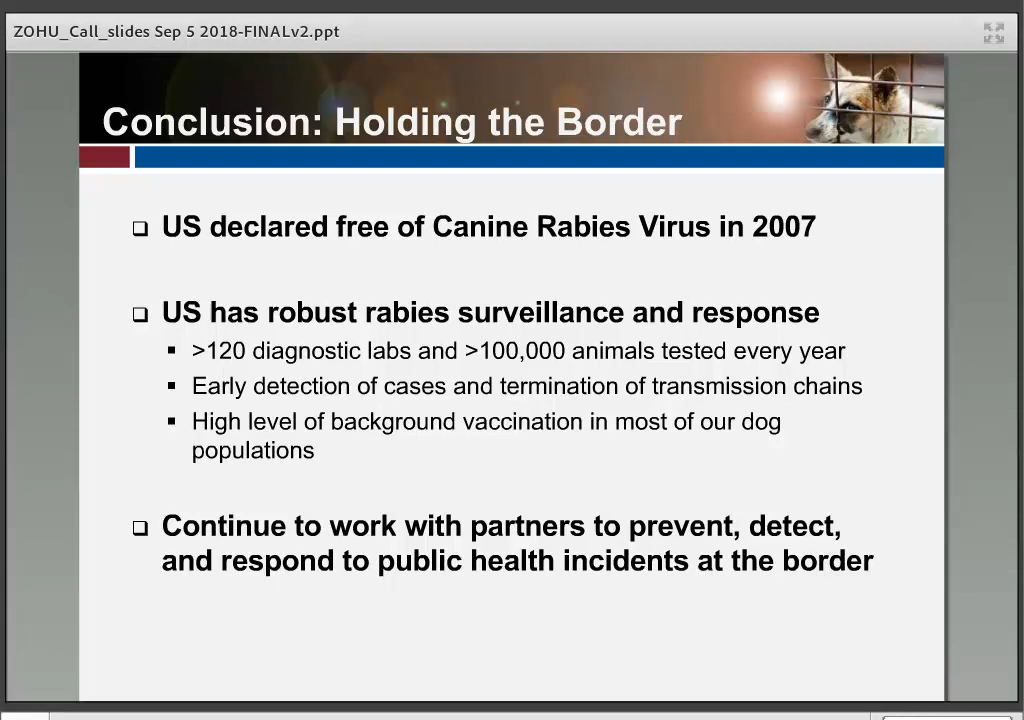 ZOHU_Call_slides Sep 5 2018-FINALv2.ppt
Conclusion: Holding the Border
❑ US declared free of Canine Rabies Virus in 2007
❑ US has robust rabies surveillance and response
▪ >120 diagnostic labs and >100,000 animals tested every year
▪ Early detection of cases and termination of transmission chains
▪ High level of background vaccination in most of our dog
populations
❑ Continue to work with partners to prevent, detect,
and respond to public health incidents at the border